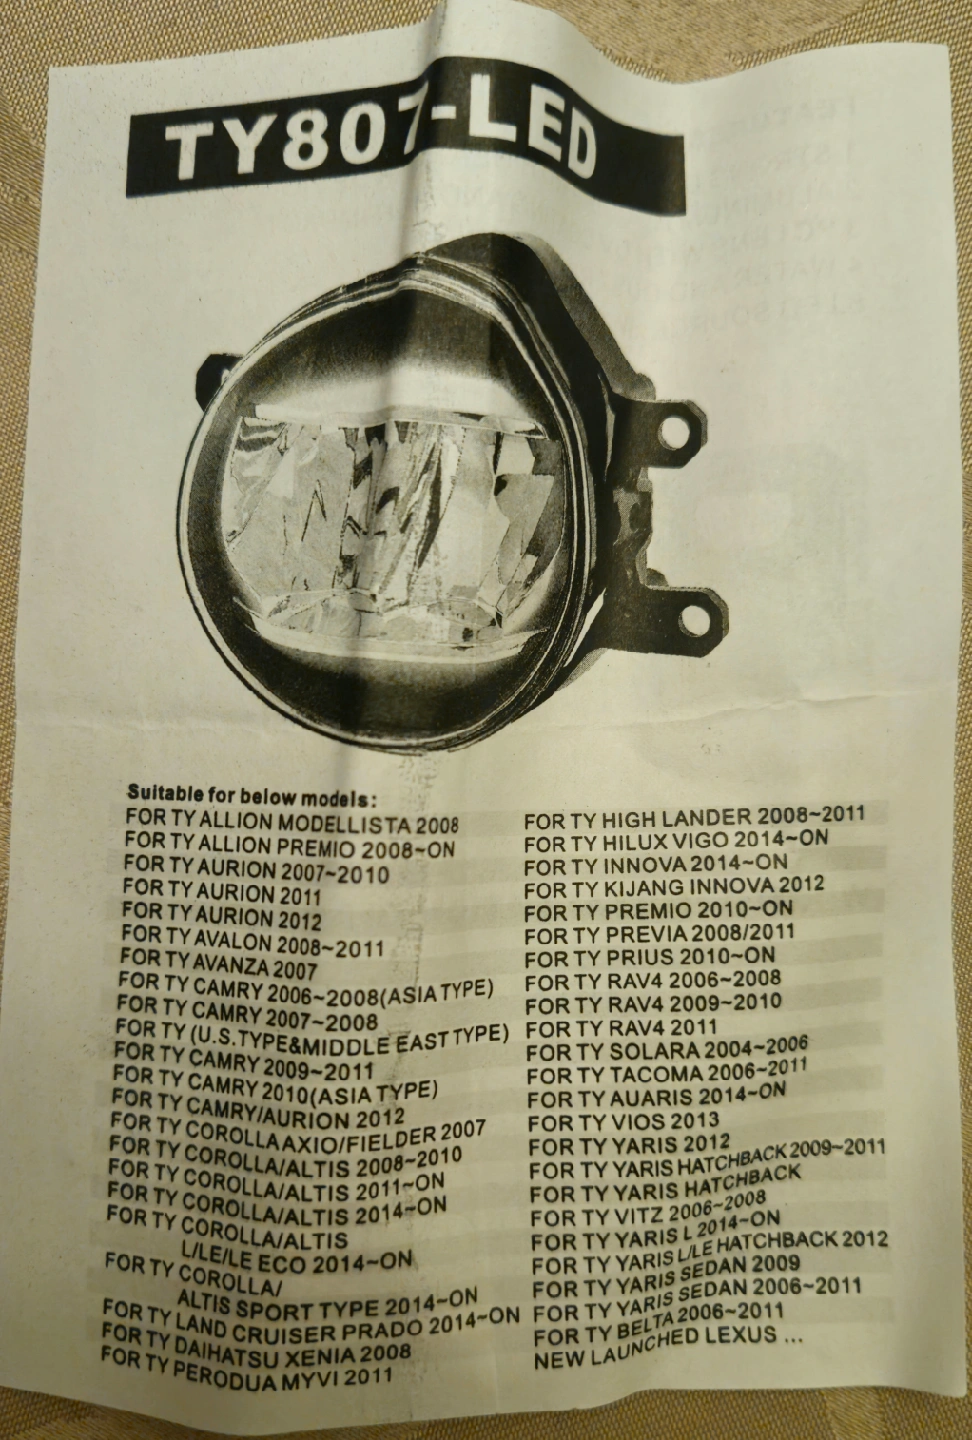 TY807-LED
Suitable for below models:
FOR TY ALLION MODELLISTA 2008
FOR TY ALLION PREMIO 2008~ON
FOR TY AURION 2007~2010
FOR TY AURION 2011
FOR TY AURION 2012
FOR TY AVALON 2008~2011
FOR TY AVANZA 2007
FOR TY CAMRY 2006~2008(ASIA TYPE)
FOR TY CAMRY 2007~2008
FOR TY (U.S.TYPE&MIDDLE EAST TYPE)
FOR TY CAMRY 2009~2011
FOR TY CAMRY 2010(ASIA TYPE)
FOR TY CAMRY/AURION 2012
FOR TY COROLLAAXIO/FIELDER 2007
FOR TY COROLLA/ALTIS 2008~2010
FOR TY COROLLA/ALTIS 2011~ON
FOR TY COROLLA/ALTIS 2014~ON
FOR TY COROLLA/ALTIS
L/LE/LE ECO 2014~ON
FOR TY COROLLA/
ALTIS SPORT TYPE 2014~ON
FOR TY LAND CRUISER PRADO 2014~ON
FOR TY DAIHATSU XENIA 2008
FOR TY PERODUA MYVI 2011
FOR TY HIGH LANDER 2008~2011
FOR TY HILUX VIGO 2014~ON
FOR TY INNOVA 2014~ON
FOR TY KIJANG INNOVA 2012
FOR TY PREMIO 2010~ON
FOR TY PREVIA 2008/2011
FOR TY PRIUS 2010~ON
FOR TY RAV4 2006~2008
FOR TY RAV4 2009~2010
FOR TY RAV4 2011
FOR TY SOLARA 2004~2006
FOR TY TACOMA 2006~2011
FOR TY AUARIS 2014~ON
FOR TY VIOS 2013
FOR TY YARIS 2012
FOR TY YARIS HATCHBACK 2009~2011
FOR TY YARIS HATCHBACK
FOR TY VITZ 2006~2008
FOR TY YARIS L 2014~ON
FOR TY YARIS L/LE HATCHBACK 2012
FOR TY YARIS SEDAN 2009
FOR TY YARIS SEDAN 2006~2011
FOR TY BELTA 2006~2011
NEW LAUNCHED LEXUS ...